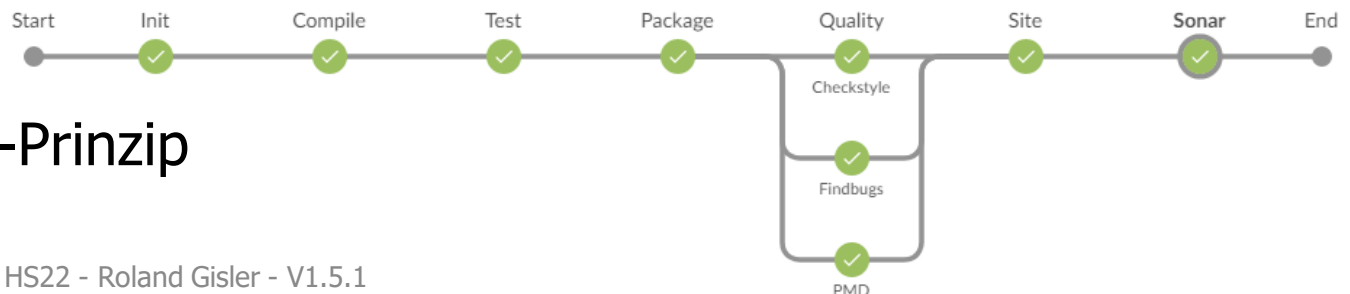 Start Init Compile Test Package Quality Site Sonar End
Checkstyle
-Prinzip
Findbugs
HS22 - Roland Gisler - V1.5.1
PMD